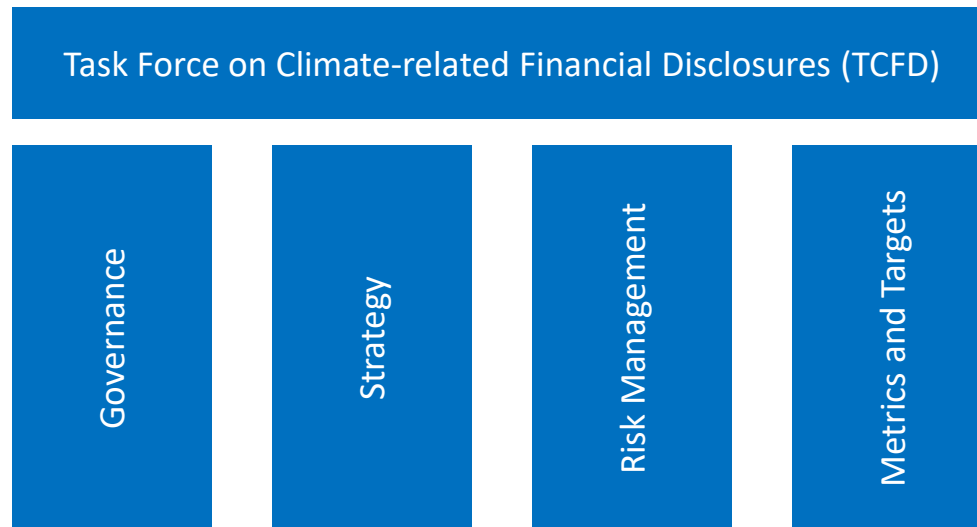 Task Force on Climate-related Financial Disclosures (TCFD)
Governance
Strategy
Risk Management
Metrics and Targets